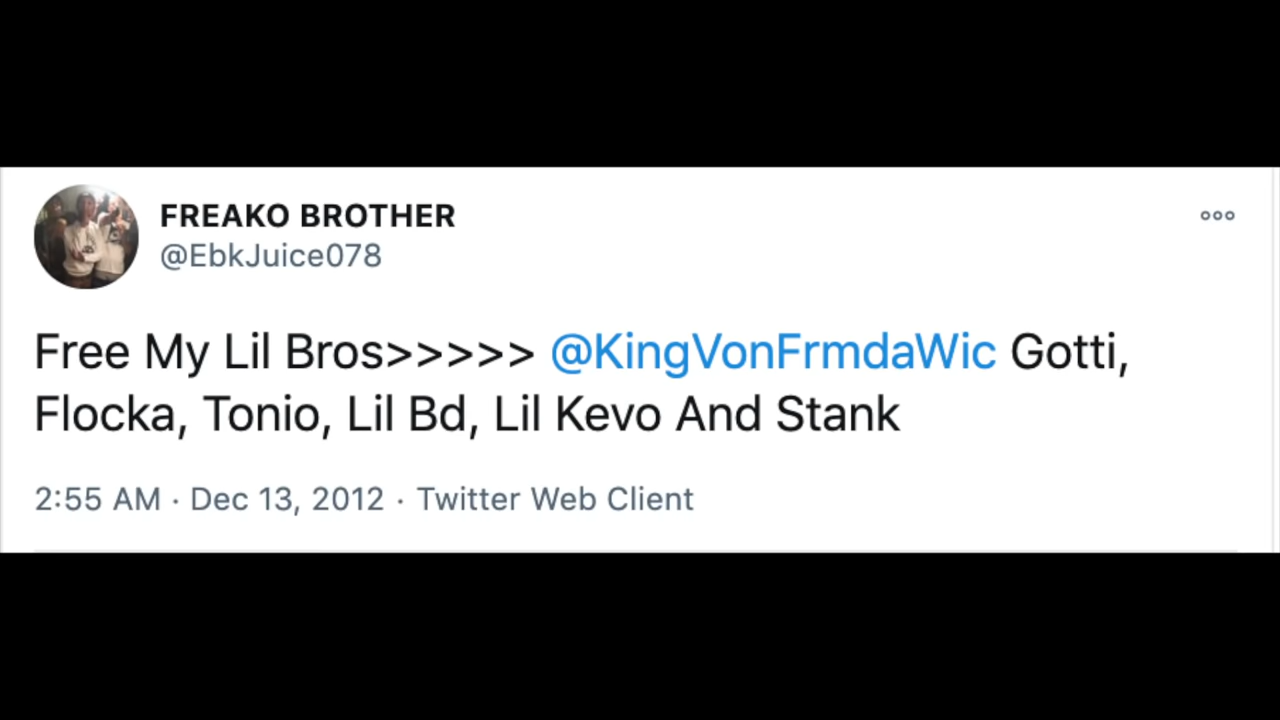 FREAKO BROTHER
@EbkJuice078
Free My Lil Bros>>>>> @KingVonFrmdaWic Gotti,
Flocka, Tonio, Lil Bd, Lil Kevo And Stank
2:55 AM · Dec 13, 2012 · Twitter Web Client